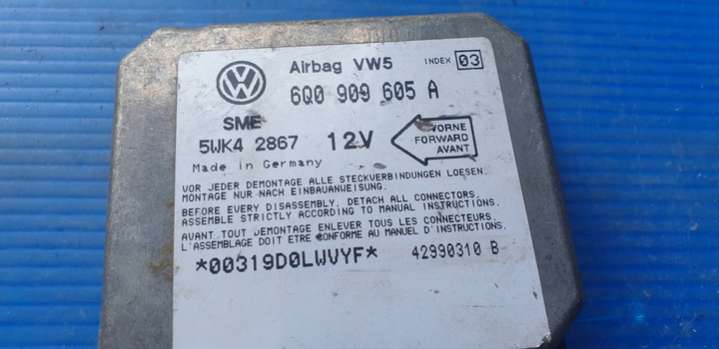 Airbag VW5 INDEX 03
6Q0 909 605 A
SME
5WK4 2867 12V
VORNE
FORWARD
AVANT
Made in Germany
VOR JEDER DEMONTAGE ALLE STECKVERBINDUNGEN LOESEN.
MONTAGE NUR NACH EINBAUANWEISUNG.
BEFORE EVERY DISASSEMBLY, DETACH ALL CONNECTORS.
ASSEMBLE STRICTLY ACCORDING TO MANUAL INSTRUCTIONS.
AVANT TOUT DEMONTAGE ENLEVER TOUS LES CONNECTEURS.
L'ASSEMBLAGE DOIT ETRE CONFORME AU MANUEL D'INSTRUCTIONS.
*00319D0LWVYF* 42990310 B